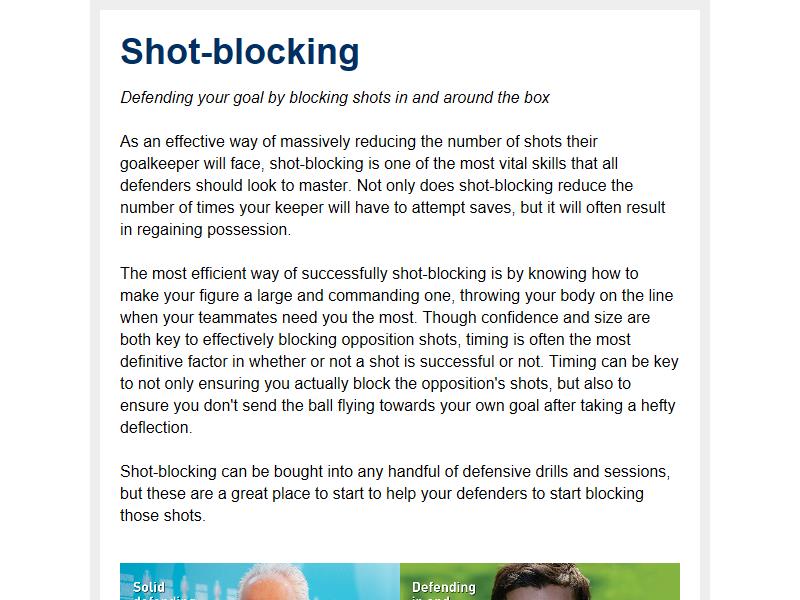 Shot-blocking
Defending your goal by blocking shots in and around the box
As an effective way of massively reducing the number of shots their
goalkeeper will face, shot-blocking is one of the most vital skills that all
defenders should look to master. Not only does shot-blocking reduce the
number of times your keeper will have to attempt saves, but it will often result
in regaining possession.
The most efficient way of successfully shot-blocking is by knowing how to
make your figure a large and commanding one, throwing your body on the line
when your teammates need you the most. Though confidence and size are
both key to effectively blocking opposition shots, timing is often the most
definitive factor in whether or not a shot is successful or not. Timing can be key
to not only ensuring you actually block the opposition's shots, but also to
ensure you don't send the ball flying towards your own goal after taking a hefty
deflection.
Shot-blocking can be bought into any handful of defensive drills and sessions,
but these are a great place to start to help your defenders to start blocking
those shots.
Solid
defending
Defending
in and